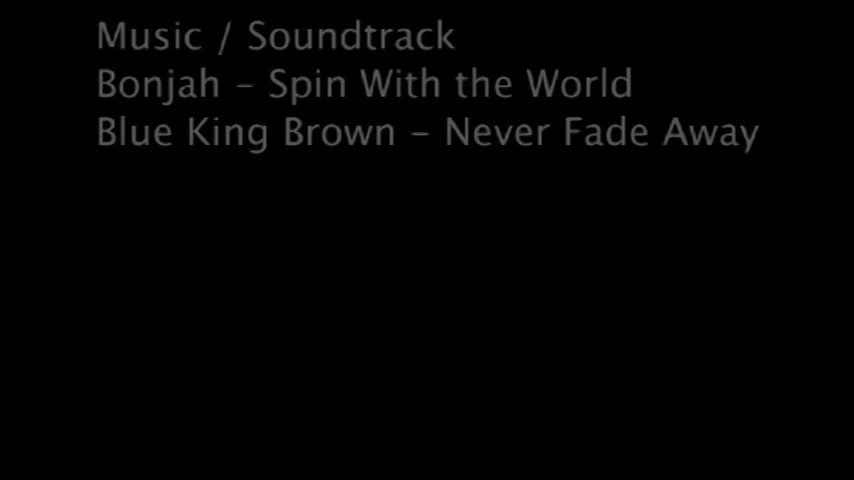 Music / Soundtrack
Bonjah - Spin With the World
Blue King Brown - Never Fade Away